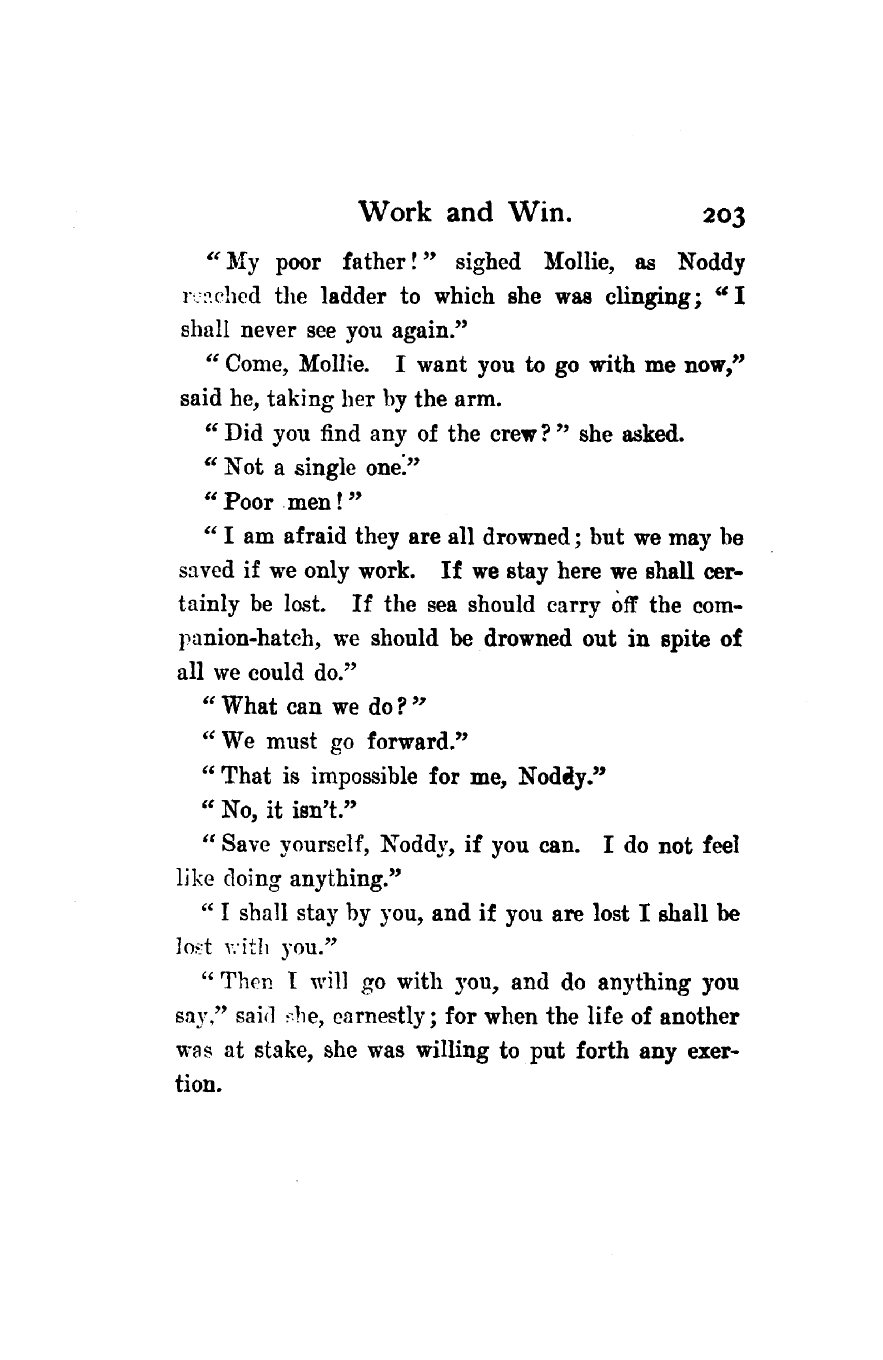 Work and Win. 203
“My poor father!” sighed Mollie, as Noddy
reached the ladder to which she was clinging; “I
shall never see you again.”
“Come, Mollie. I want you to go with me now,”
said he, taking her by the arm.
“Did you find any of the crew?” she asked.
“Not a single one.”
“Poor men!”
“I am afraid they are all drowned; but we may be
saved if we only work. If we stay here we shall cer-
tainly be lost. If the sea should carry off the com-
panion-hatch, we should be drowned out in spite of
all we could do.”
“What can we do?”
“We must go forward.”
“That is impossible for me, Noddy.”
“No, it isn’t.”
“Save yourself, Noddy, if you can. I do not feel
like doing anything.”
“I shall stay by you, and if you are lost I shall be
lost with you.”
“Then I will go with you, and do anything you
say,” said she, earnestly; for when the life of another
was at stake, she was willing to put forth any exer-
tion.